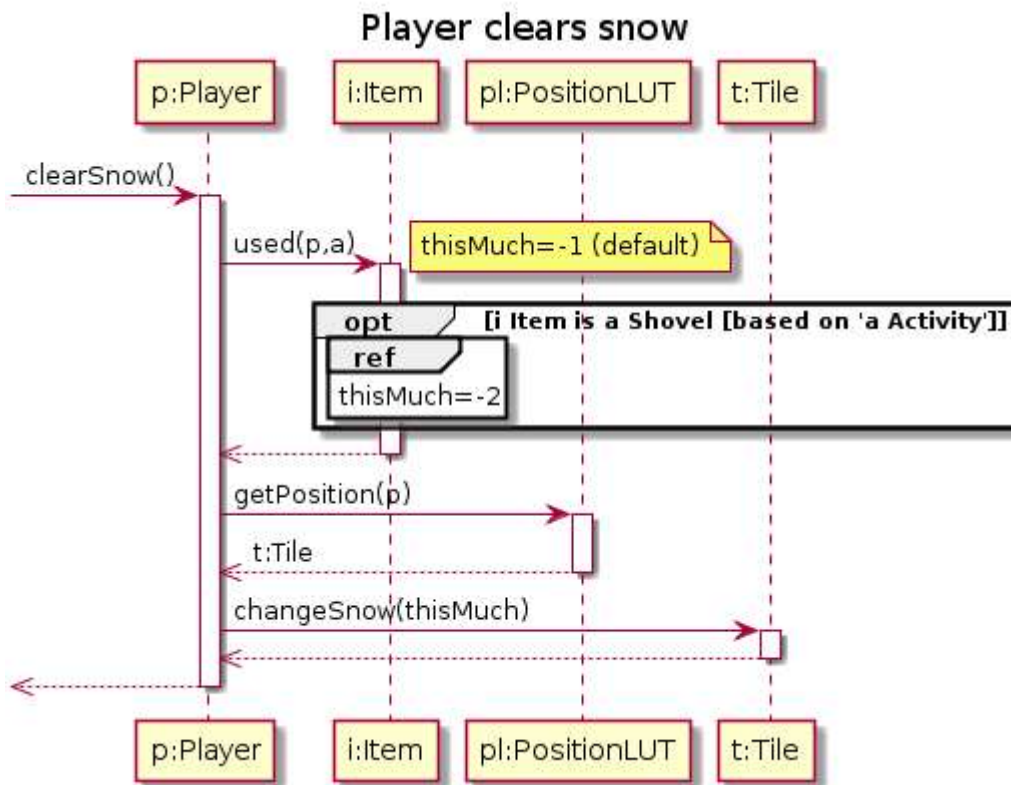 Player clears snow
p:Player
i:Item
pl:PositionLUT
t:Tile
clearSnow()
used(p,a)
thisMuch=-1 (default)
opt
[i Item is a Shovel [based on 'a Activity']]
ref
thisMuch=-2
getPosition(p)
t:Tile
changeSnow(thisMuch)
p:Player
i:Item
pl:PositionLUT
t:Tile